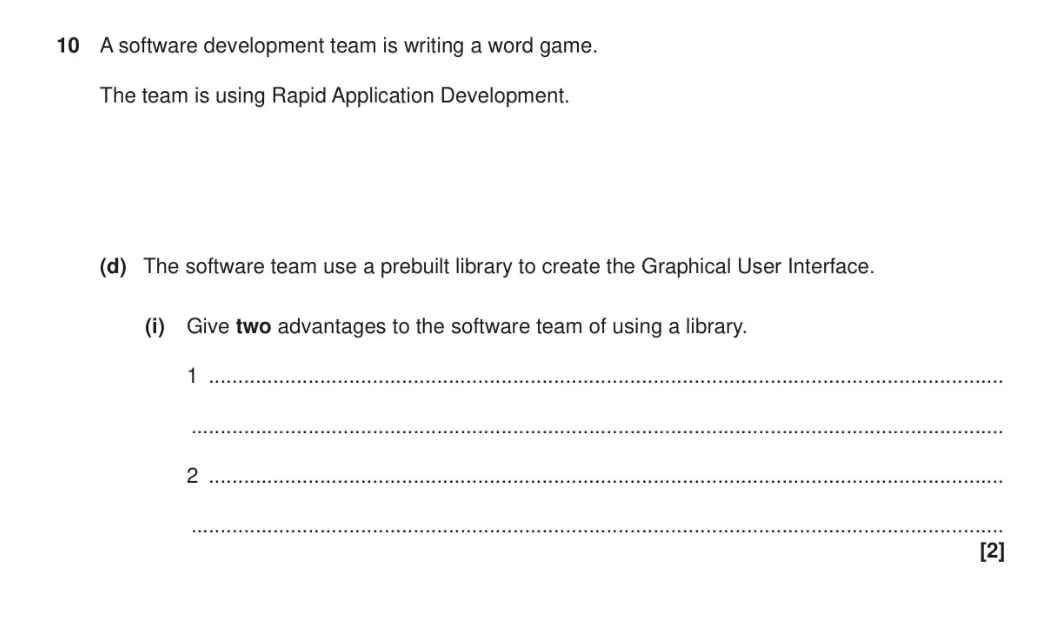 10 A software development team is writing a word game.
The team is using Rapid Application Development.
(d) The software team use a prebuilt library to create the Graphical User Interface.
(i) Give two advantages to the software team of using a library.
1 ..........................................................................................................................................
..........................................................................................................................................
2 ..........................................................................................................................................
..........................................................................................................................................
[2]